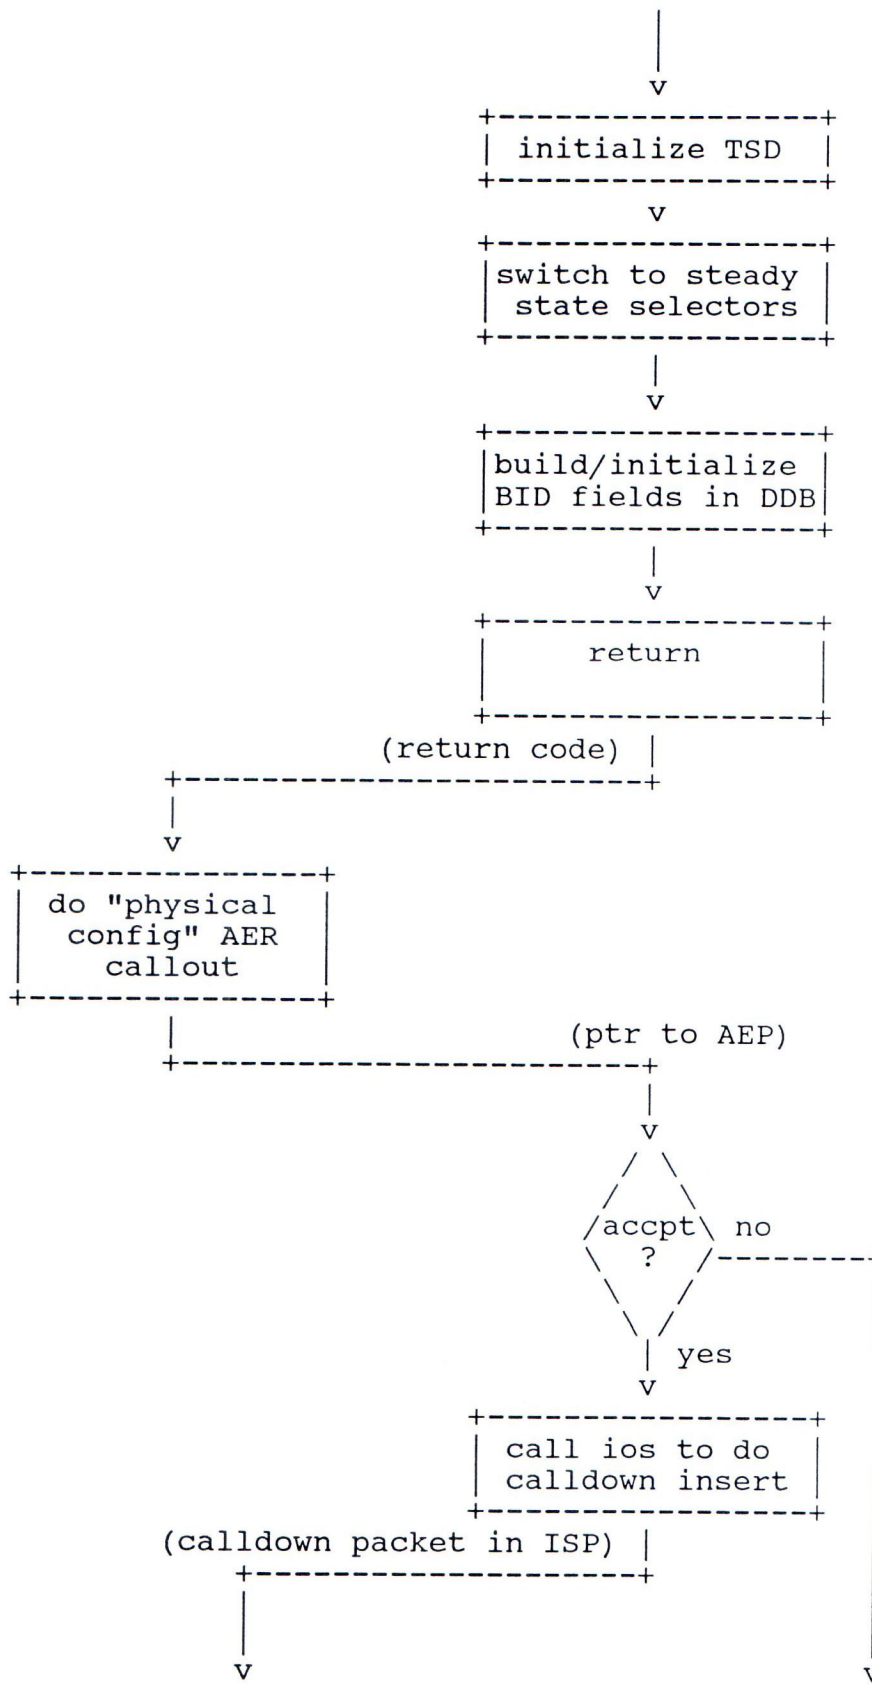 initialize TSD
switch to steady
state selectors
build/initialize
BID fields in DDB
return
(return code)
do "physical
config" AER
callout
(ptr to AEP)
accpt no
?
yes
call ios to do
calldown insert
(calldown packet in ISP)